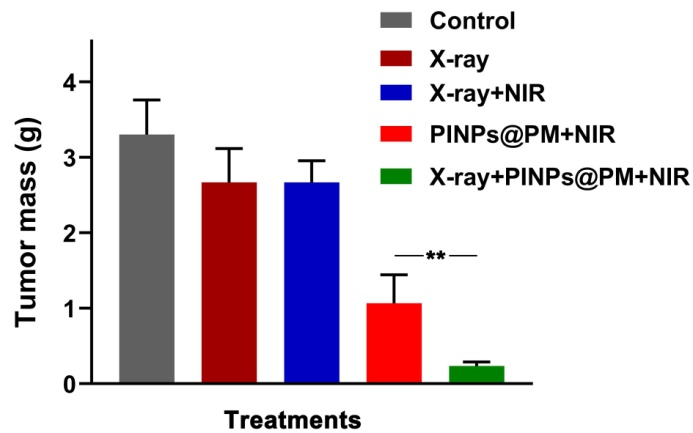 Control
X-ray
X-ray+NIR
PINPs@PM+NIR
X-ray+PINPs@PM+NIR
Tumor mass (g)
4
3
2
1
0
**
Treatments